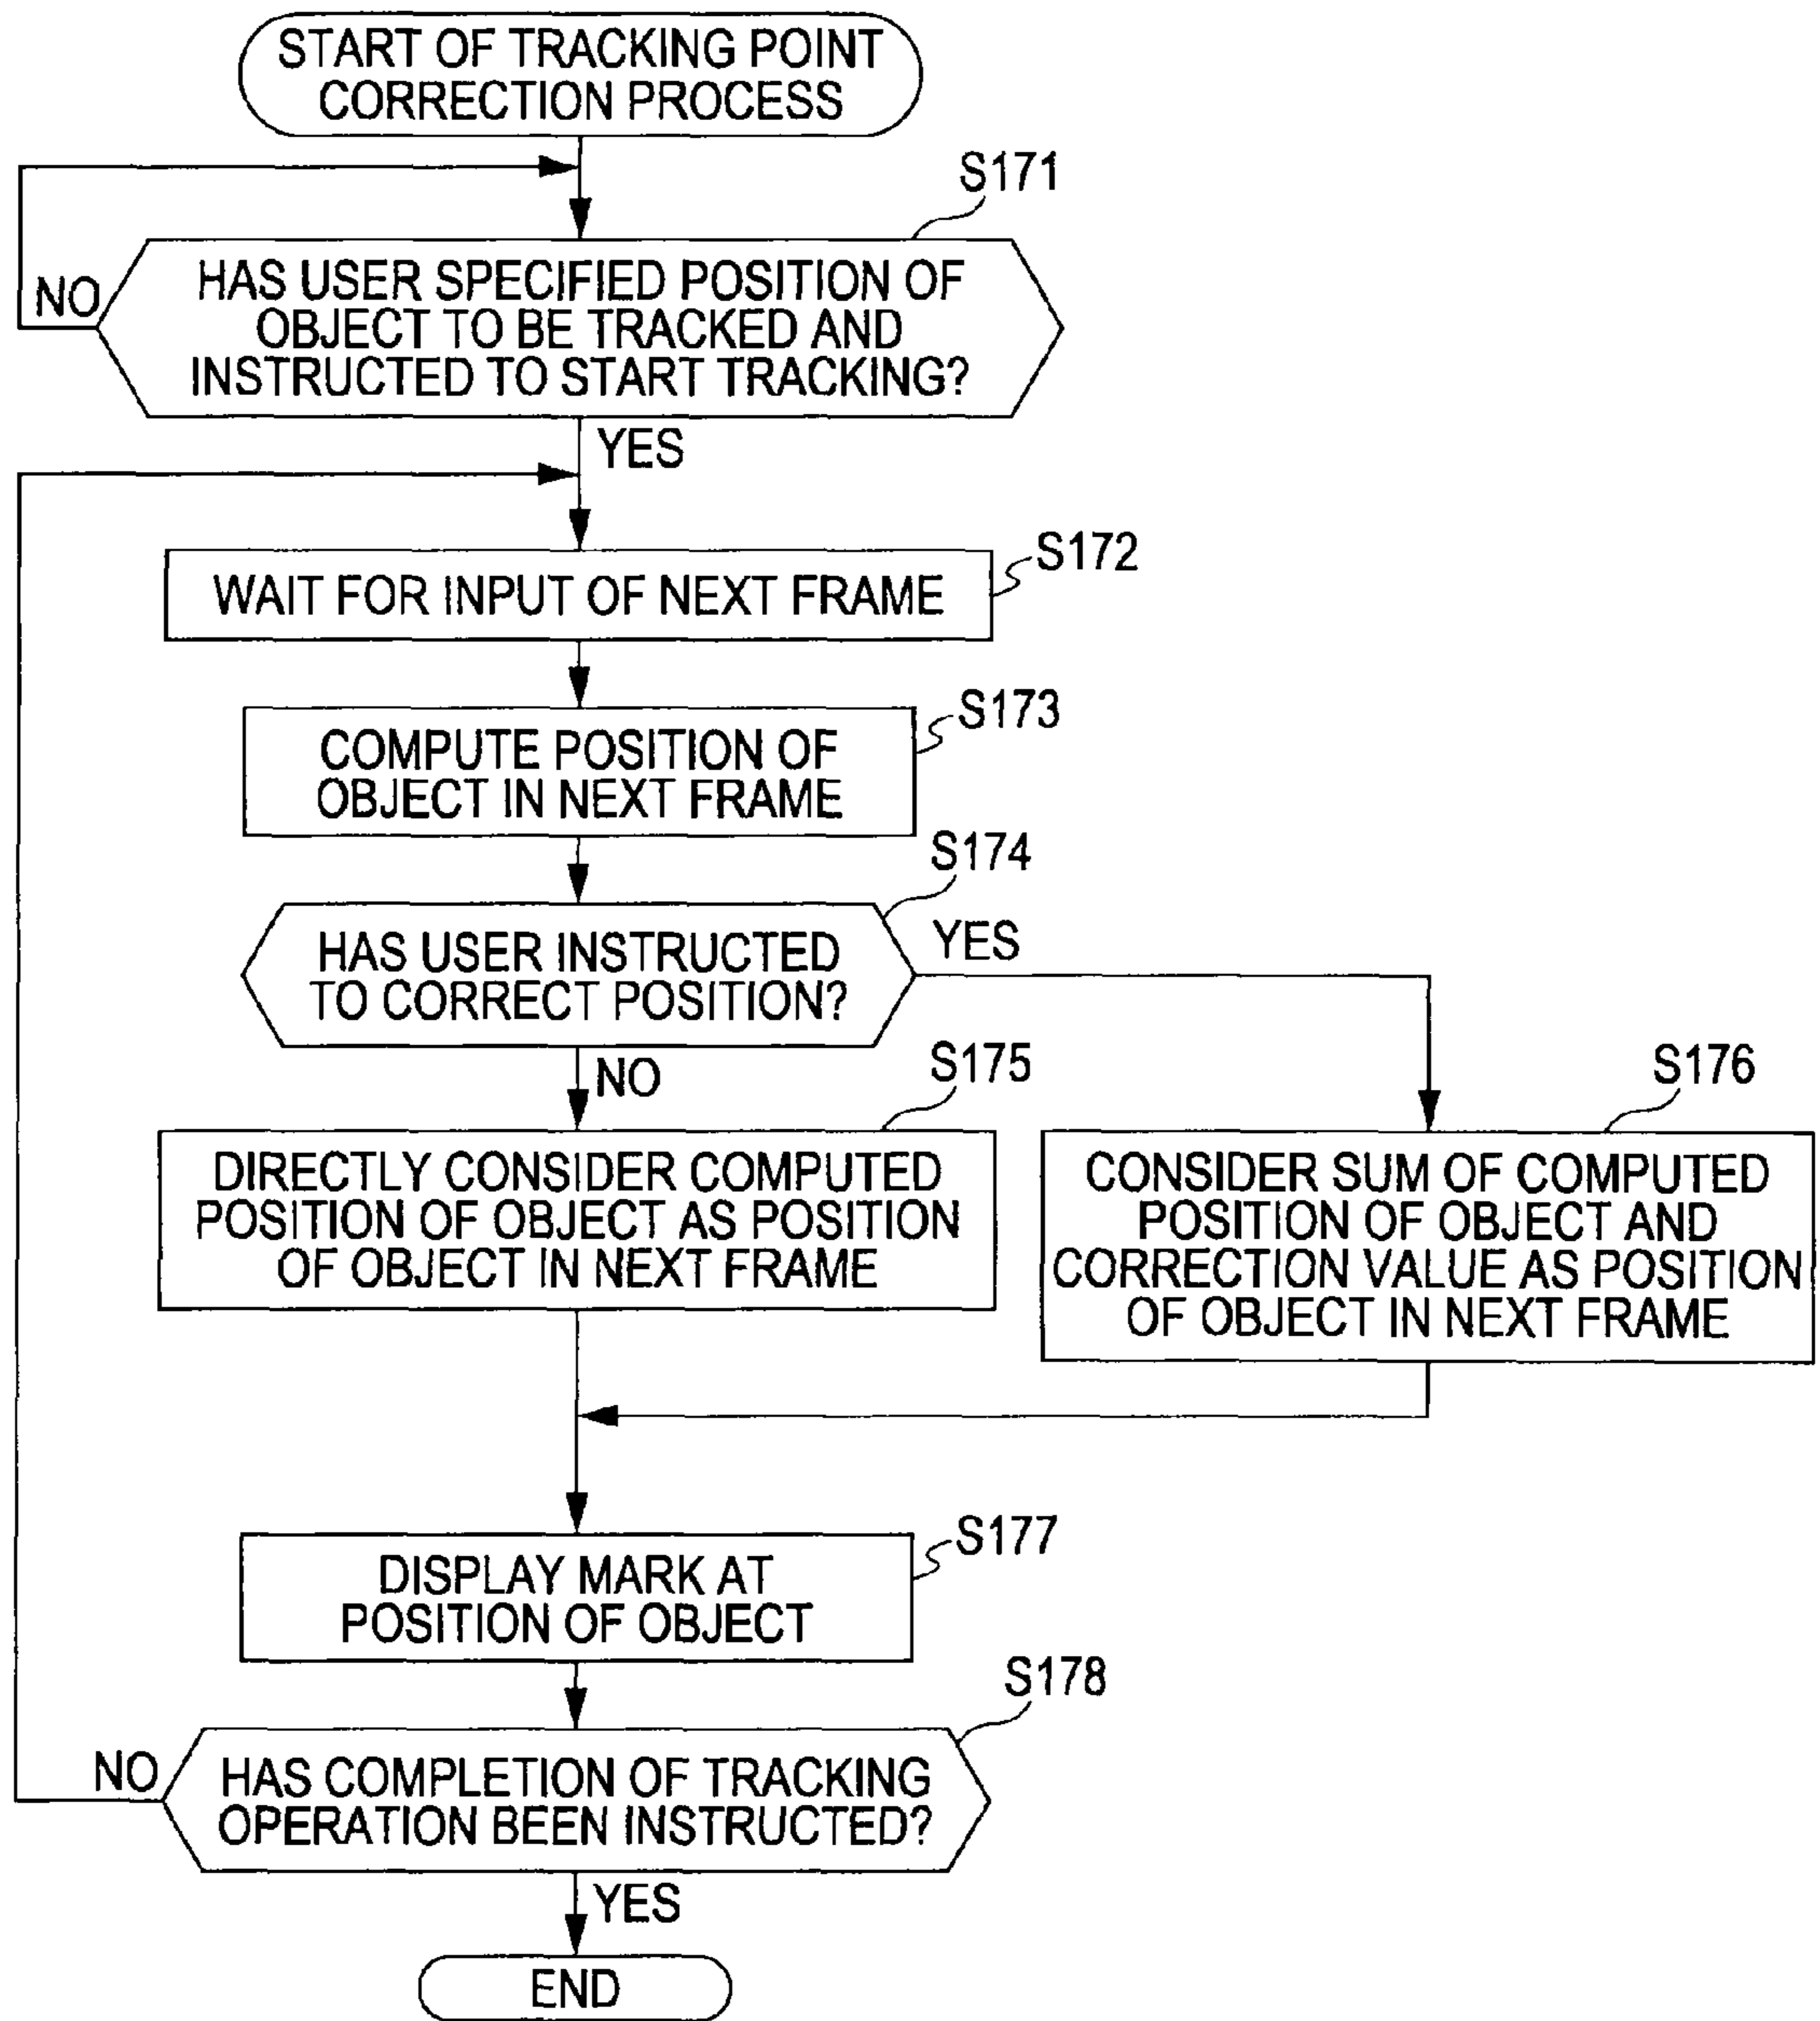 START OF TRACKING POINT
CORRECTION PROCESS
S171
HAS USER SPECIFIED POSITION OF
OBJECT TO BE TRACKED AND
INSTRUCTED TO START TRACKING?
NO
YES
S172
WAIT FOR INPUT OF NEXT FRAME
S173
COMPUTE POSITION OF
OBJECT IN NEXT FRAME
S174
HAS USER INSTRUCTED
TO CORRECT POSITION?
YES
NO
S175
DIRECTLY CONSIDER COMPUTED
POSITION OF OBJECT AS POSITION
OF OBJECT IN NEXT FRAME
S176
CONSIDER SUM OF COMPUTED
POSITION OF OBJECT AND
CORRECTION VALUE AS POSITION
OF OBJECT IN NEXT FRAME
S177
DISPLAY MARK AT
POSITION OF OBJECT
S178
HAS COMPLETION OF TRACKING
OPERATION BEEN INSTRUCTED?
NO
YES
END